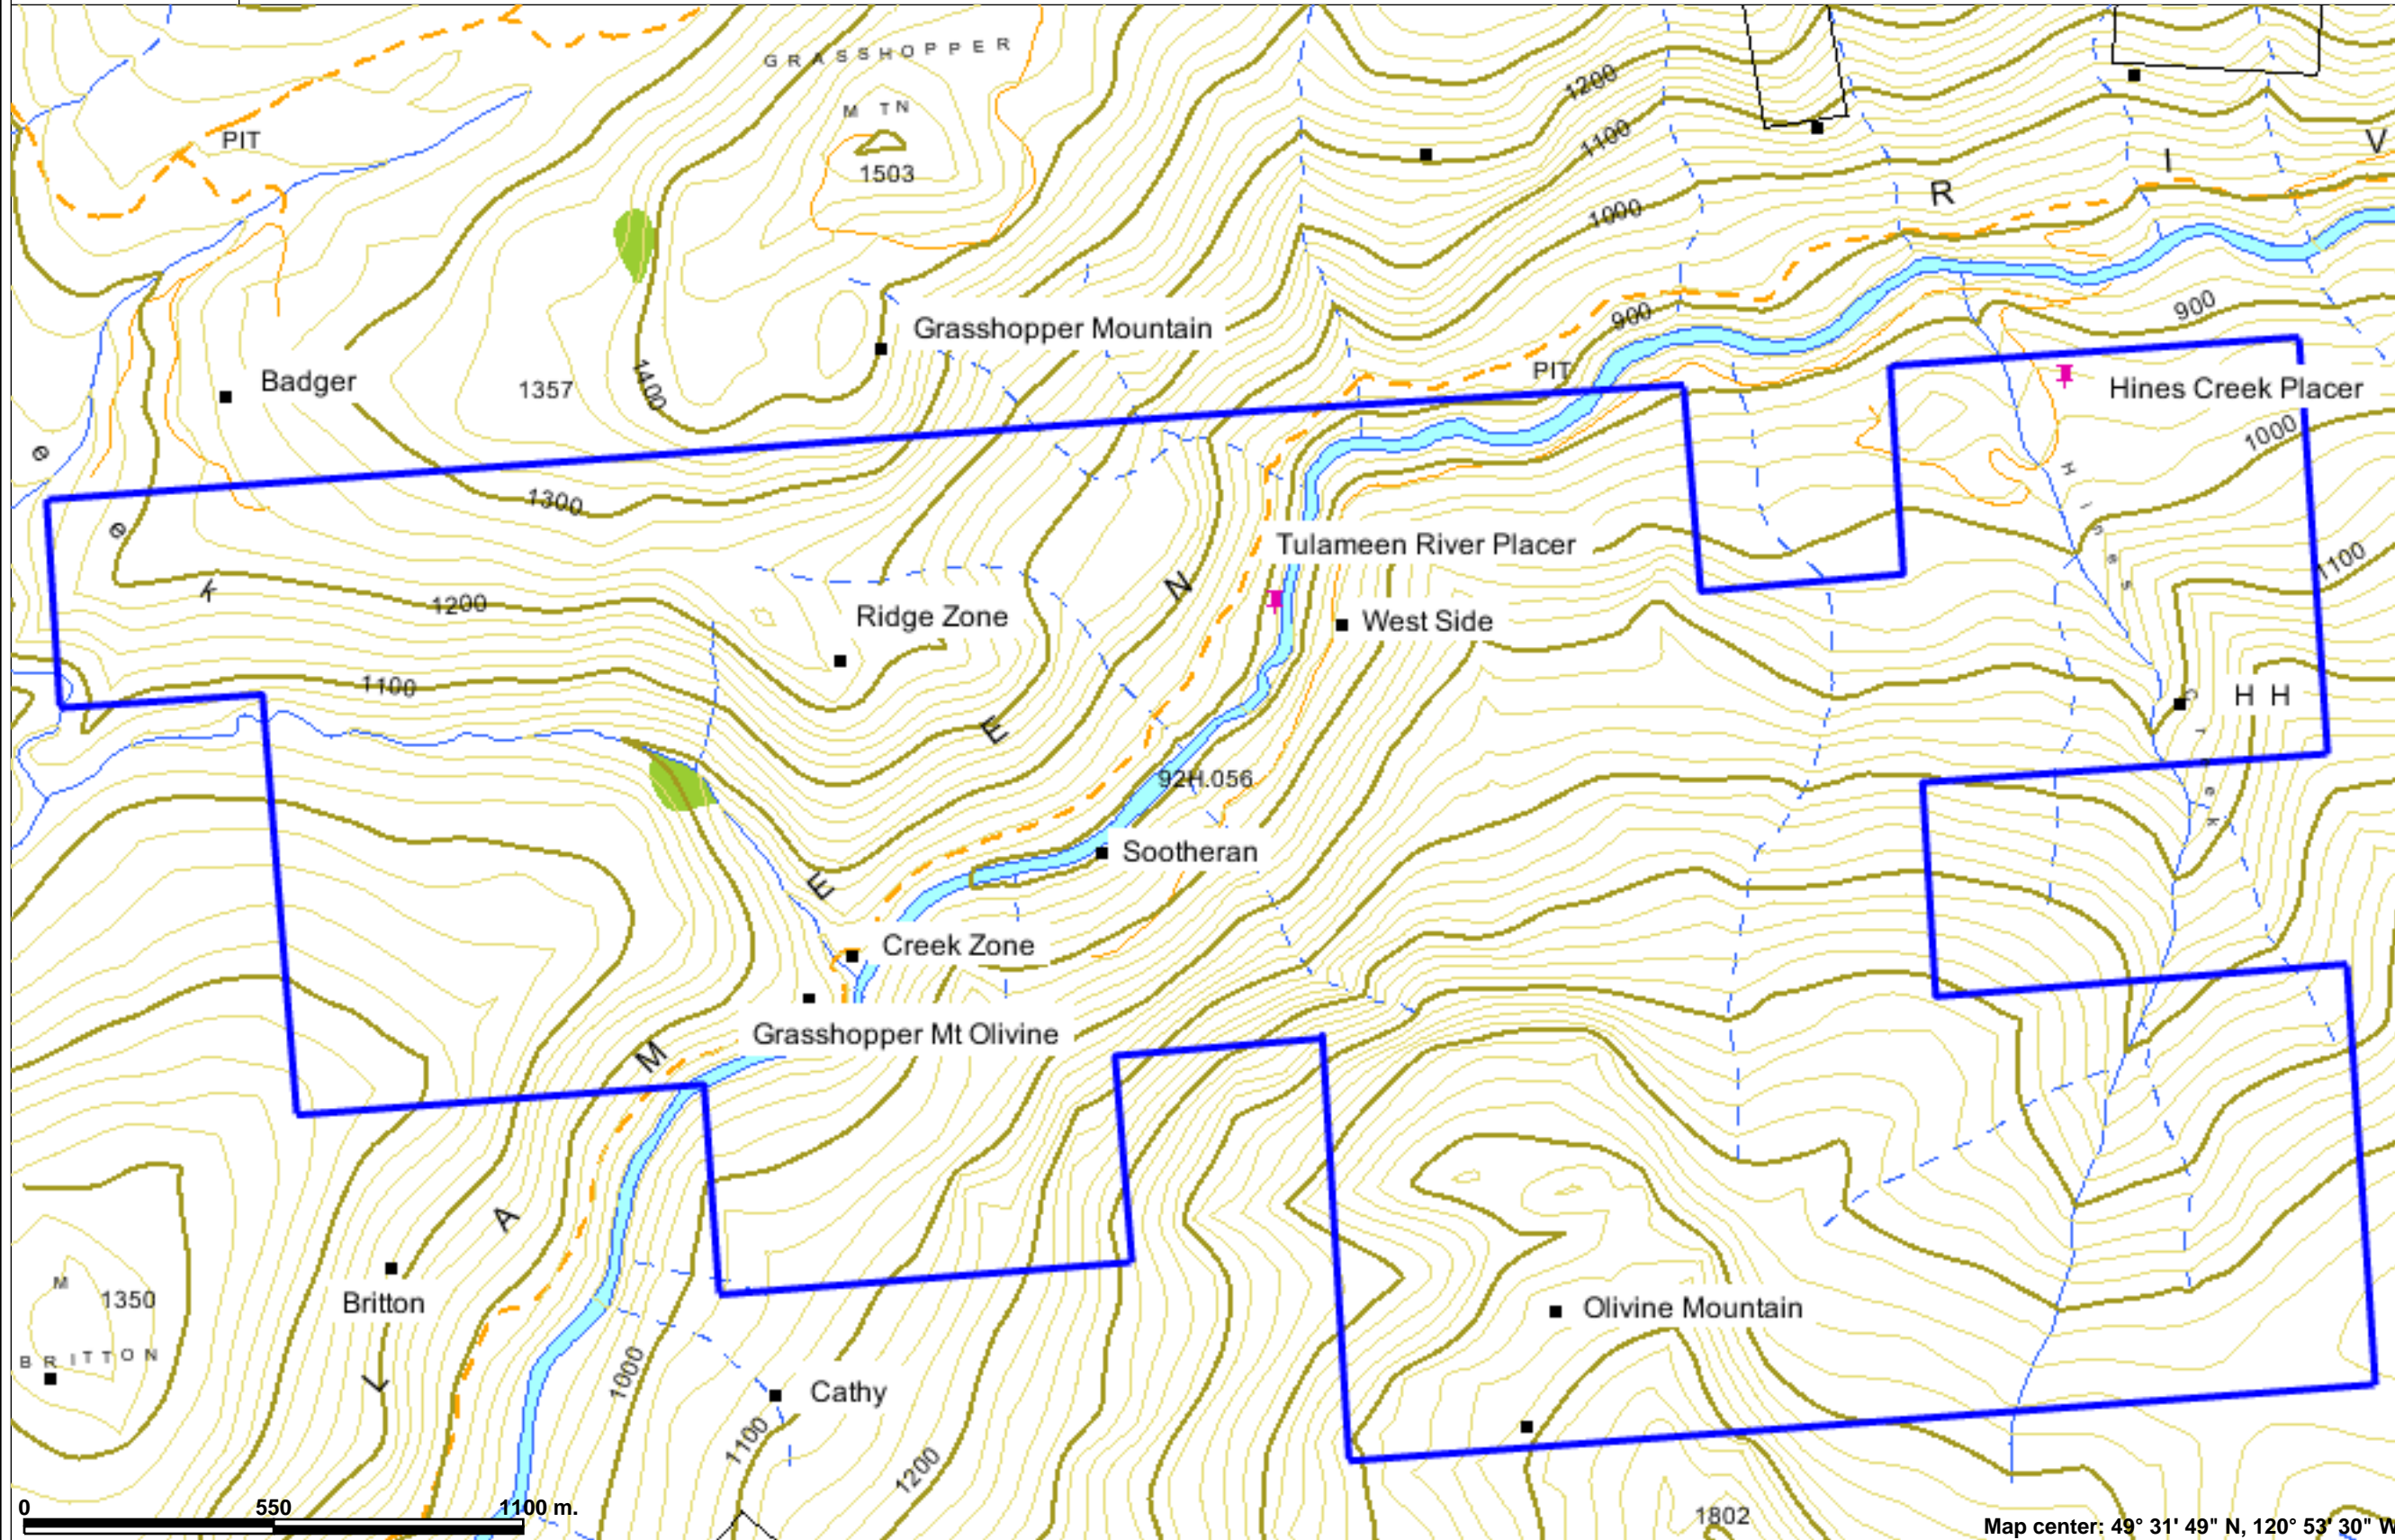 GRASSHOPPER
M TN
1503
PIT
1200
1100
1000
R I V
900
900
Grasshopper Mountain
Badger
1357
1400
PIT
Hines Creek Placer
1000
e
e
k
1300
Hines Creek
Tulameen River Placer
1100
1200
Ridge Zone
N
West Side
1100
H H
E
92H.056
Sootheran
E
Creek Zone
Grasshopper Mt Olivine
M
A
M
1350
Britton
BRITTON
L
Olivine Mountain
1000
Cathy
1100
1200
1802
0 550 1100 m.
Map center: 49° 31' 49" N, 120° 53' 30" W